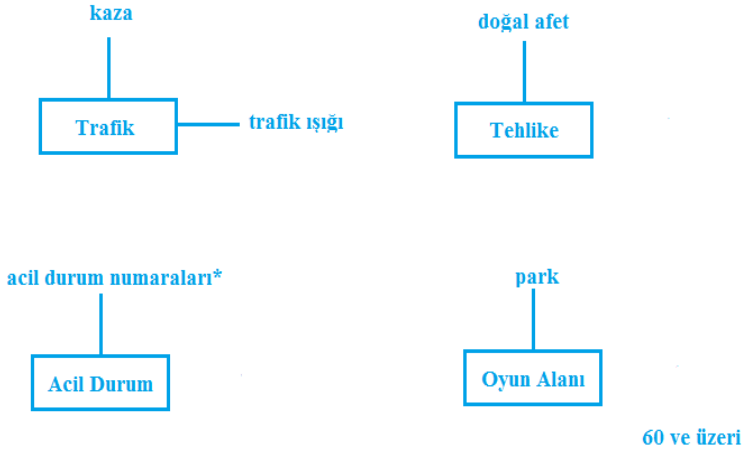 kaza
Trafik
trafik ışığı
doğal afet
Tehlike
acil durum numaraları*
Acil Durum
park
Oyun Alanı
60 ve üzeri